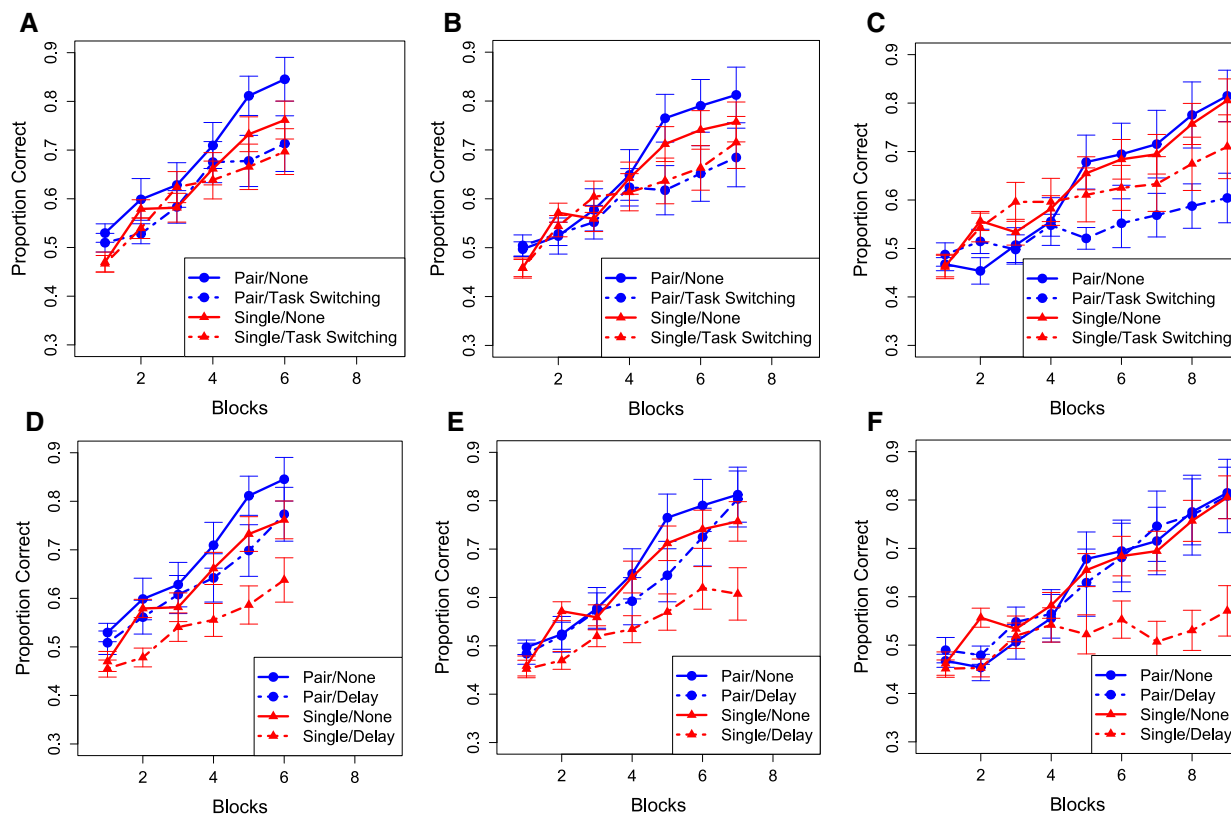 A
Proportion Correct
0.9
0.8
0.7
0.6
0.5
0.4
0.3
Pair/None
Pair/Task Switching
Single/None
Single/Task Switching
2 4 6 8
Blocks
B
Proportion Correct
0.9
0.8
0.7
0.6
0.5
0.4
0.3
Pair/None
Pair/Task Switching
Single/None
Single/Task Switching
2 4 6 8
Blocks
C
Proportion Correct
0.9
0.8
0.7
0.6
0.5
0.4
0.3
Pair/None
Pair/Task Switching
Single/None
Single/Task Switching
2 4 6 8
Blocks
D
Proportion Correct
0.9
0.8
0.7
0.6
0.5
0.4
0.3
Pair/None
Pair/Delay
Single/None
Single/Delay
2 4 6 8
Blocks
E
Proportion Correct
0.9
0.8
0.7
0.6
0.5
0.4
0.3
Pair/None
Pair/Delay
Single/None
Single/Delay
2 4 6 8
Blocks
F
Proportion Correct
0.9
0.8
0.7
0.6
0.5
0.4
0.3
Pair/None
Pair/Delay
Single/None
Single/Delay
2 4 6 8
Blocks